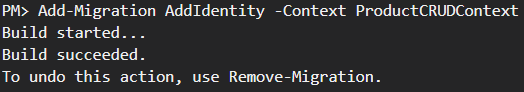 PM> Add-Migration AddIdentity -Context ProductCRUDContext
Build started...
Build succeeded.
To undo this action, use Remove-Migration.